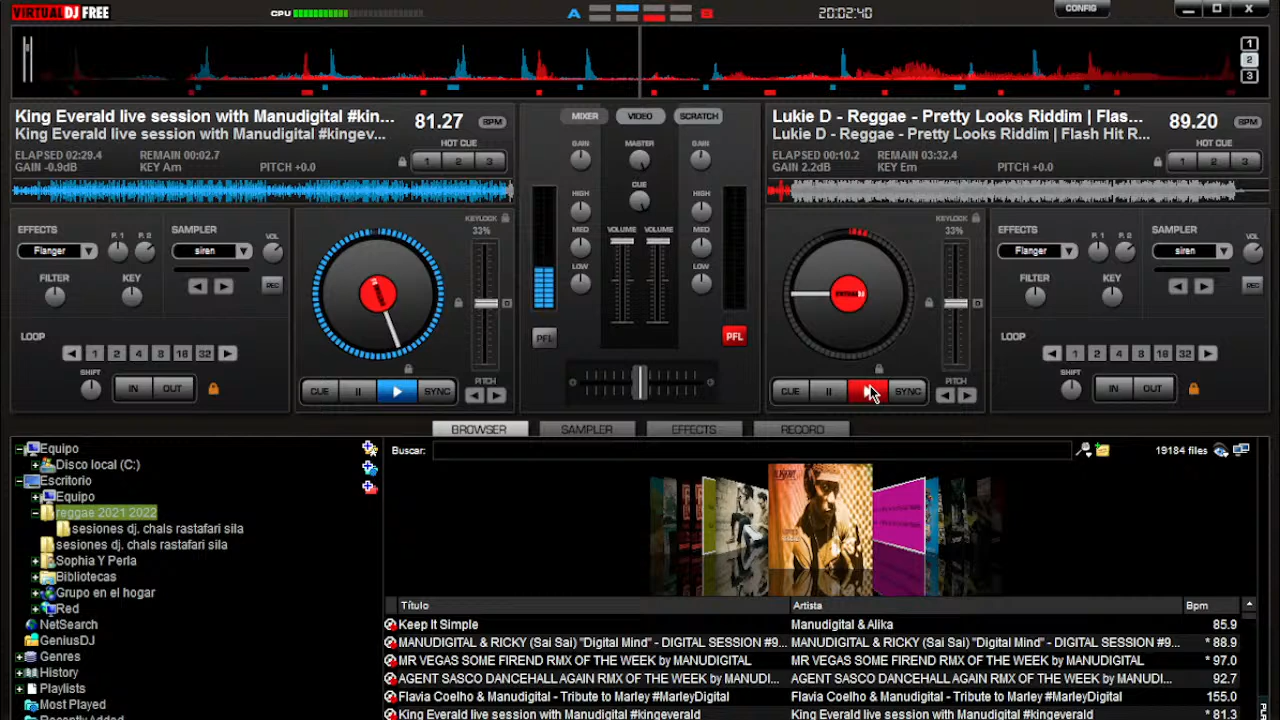 VIRTUALDJ FREE
CPU
A
B
20:02:40
CONFIG
1
2
3
King Everald live session with Manudigital #kin...
81.27 BPM
King Everald live session with Manudigital #kingev...
HOT CUE
ELAPSED 02:29.4 REMAIN 00:02.7
GAIN -0.9dB KEY Am PITCH +0.0
1 2 3
MIXER VIDEO SCRATCH
Lukie D - Reggae - Pretty Looks Riddim | Flas...
89.20 BPM
Lukie D - Reggae - Pretty Looks Riddim | Flash Hit R...
HOT CUE
ELAPSED 00:10.2 REMAIN 03:32.4
GAIN 2.2dB KEY Em PITCH +0.0
1 2 3
EFFECTS P. 1 P. 2 SAMPLER VOL
Flanger siren
FILTER KEY REC
LOOP
1 2 4 8 16 32
SHIFT IN OUT
KEYLOCK
33%
CUE SYNC PITCH
GAIN MASTER GAIN
HIGH CUE HIGH
MED VOLUME VOLUME MED
LOW LOW
PFL PFL
KEYLOCK
33%
CUE SYNC PITCH
EFFECTS P. 1 P. 2 SAMPLER VOL
Flanger siren
FILTER KEY REC
LOOP
1 2 4 8 16 32
SHIFT IN OUT
BROWSER SAMPLER EFFECTS RECORD
Equipo
Disco local (C:)
Escritorio
Equipo
reggae 2021 2022
sesiones dj. chals rastafari sila
sesiones dj. chals rastafari sila
Sophia Y Perla
Bibliotecas
Grupo en el hogar
Red
NetSearch
GeniusDJ
Genres
History
Playlists
Most Played
Recently Added
Buscar: 19184 files
Título Artista Bpm
Keep It Simple Manudigital & Alika 85.9
MANUDIGITAL & RICKY (Sai Sai) "Digital Mind" - DIGITAL SESSION #9... MANUDIGITAL & RICKY (Sai Sai) "Digital Mind" - DIGITAL SESSION #9... * 88.9
MR VEGAS SOME FIREND RMX OF THE WEEK by MANUDIGITAL MR VEGAS SOME FIREND RMX OF THE WEEK by MANUDIGITAL * 97.0
AGENT SASCO DANCEHALL AGAIN RMX OF THE WEEK by MANUDI... AGENT SASCO DANCEHALL AGAIN RMX OF THE WEEK by MANUDI... 92.7
Flavia Coelho & Manudigital - Tribute to Marley #MarleyDigital Flavia Coelho & Manudigital - Tribute to Marley #MarleyDigital 155.0
King Everald live session with Manudigital #kingeverald King Everald live session with Manudigital #kingeverald * 81.3